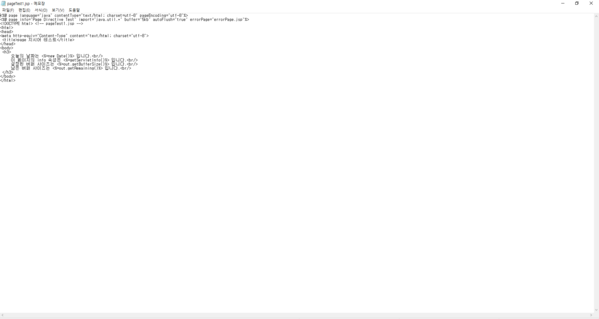 pageTest1.jsp - 메모장
파일(F) 편집(E) 서식(O) 보기(V) 도움말
<%@ page language="java" contentType="text/html; charset=utf-8" pageEncoding="utf-8"%>
<%@ page info="Page Directive Test" import="java.util.*" buffer="8kb" autoFlush="true" errorPage="errorPage.jsp"%>
<!DOCTYPE html> <!-- pageTest1.jsp -->
<html>
<head>
<meta http-equiv="Content-Type" content="text/html; charset=utf-8">
<title>page 지시어 테스트</title>
</head>
<body>
<h3>
오늘의 날짜는 <%=new Date()%> 입니다.<br/>
이 페이지의 info 속성은 <%=getServletInfo()%> 입니다.<br/>
설정된 버퍼 사이즈는 <%=out.getBufferSize()%> 입니다.<br/>
남은 버퍼 사이즈는 <%=out.getRemaining()%> 입니다.<br/>
</h3>
</body>
</html>